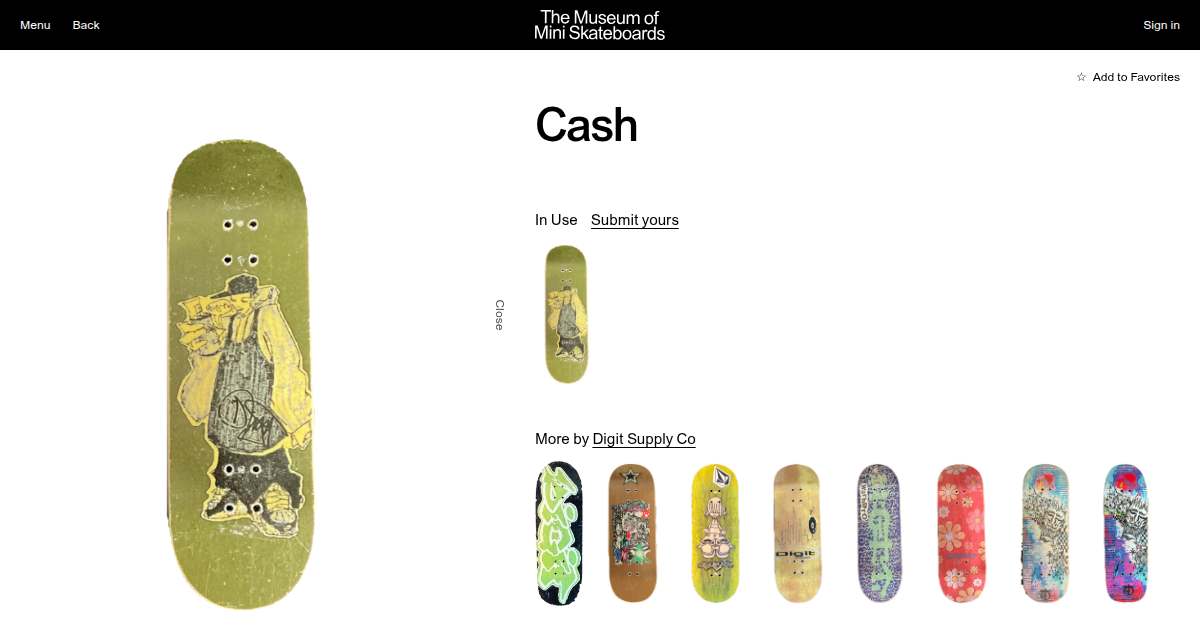 Menu
Back
The Museum of
Mini Skateboards
Sign in
☆ Add to Favorites
Cash
In Use Submit yours
Close
More by Digit Supply Co
Digit